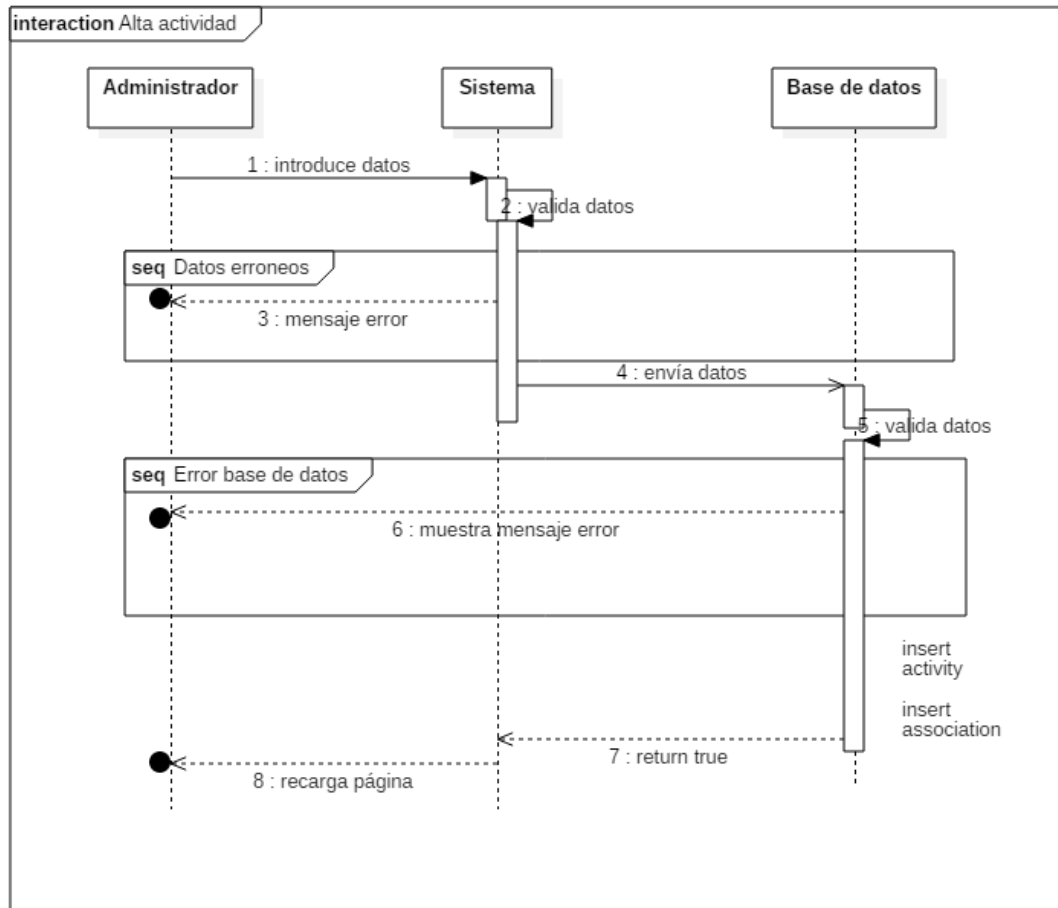 interaction Alta actividad
Administrador
Sistema
Base de datos
1 : introduce datos
2 : valida datos
seq Datos erroneos
3 : mensaje error
4 : envía datos
5 : valida datos
seq Error base de datos
6 : muestra mensaje error
insert
activity
insert
association
7 : return true
8 : recarga página